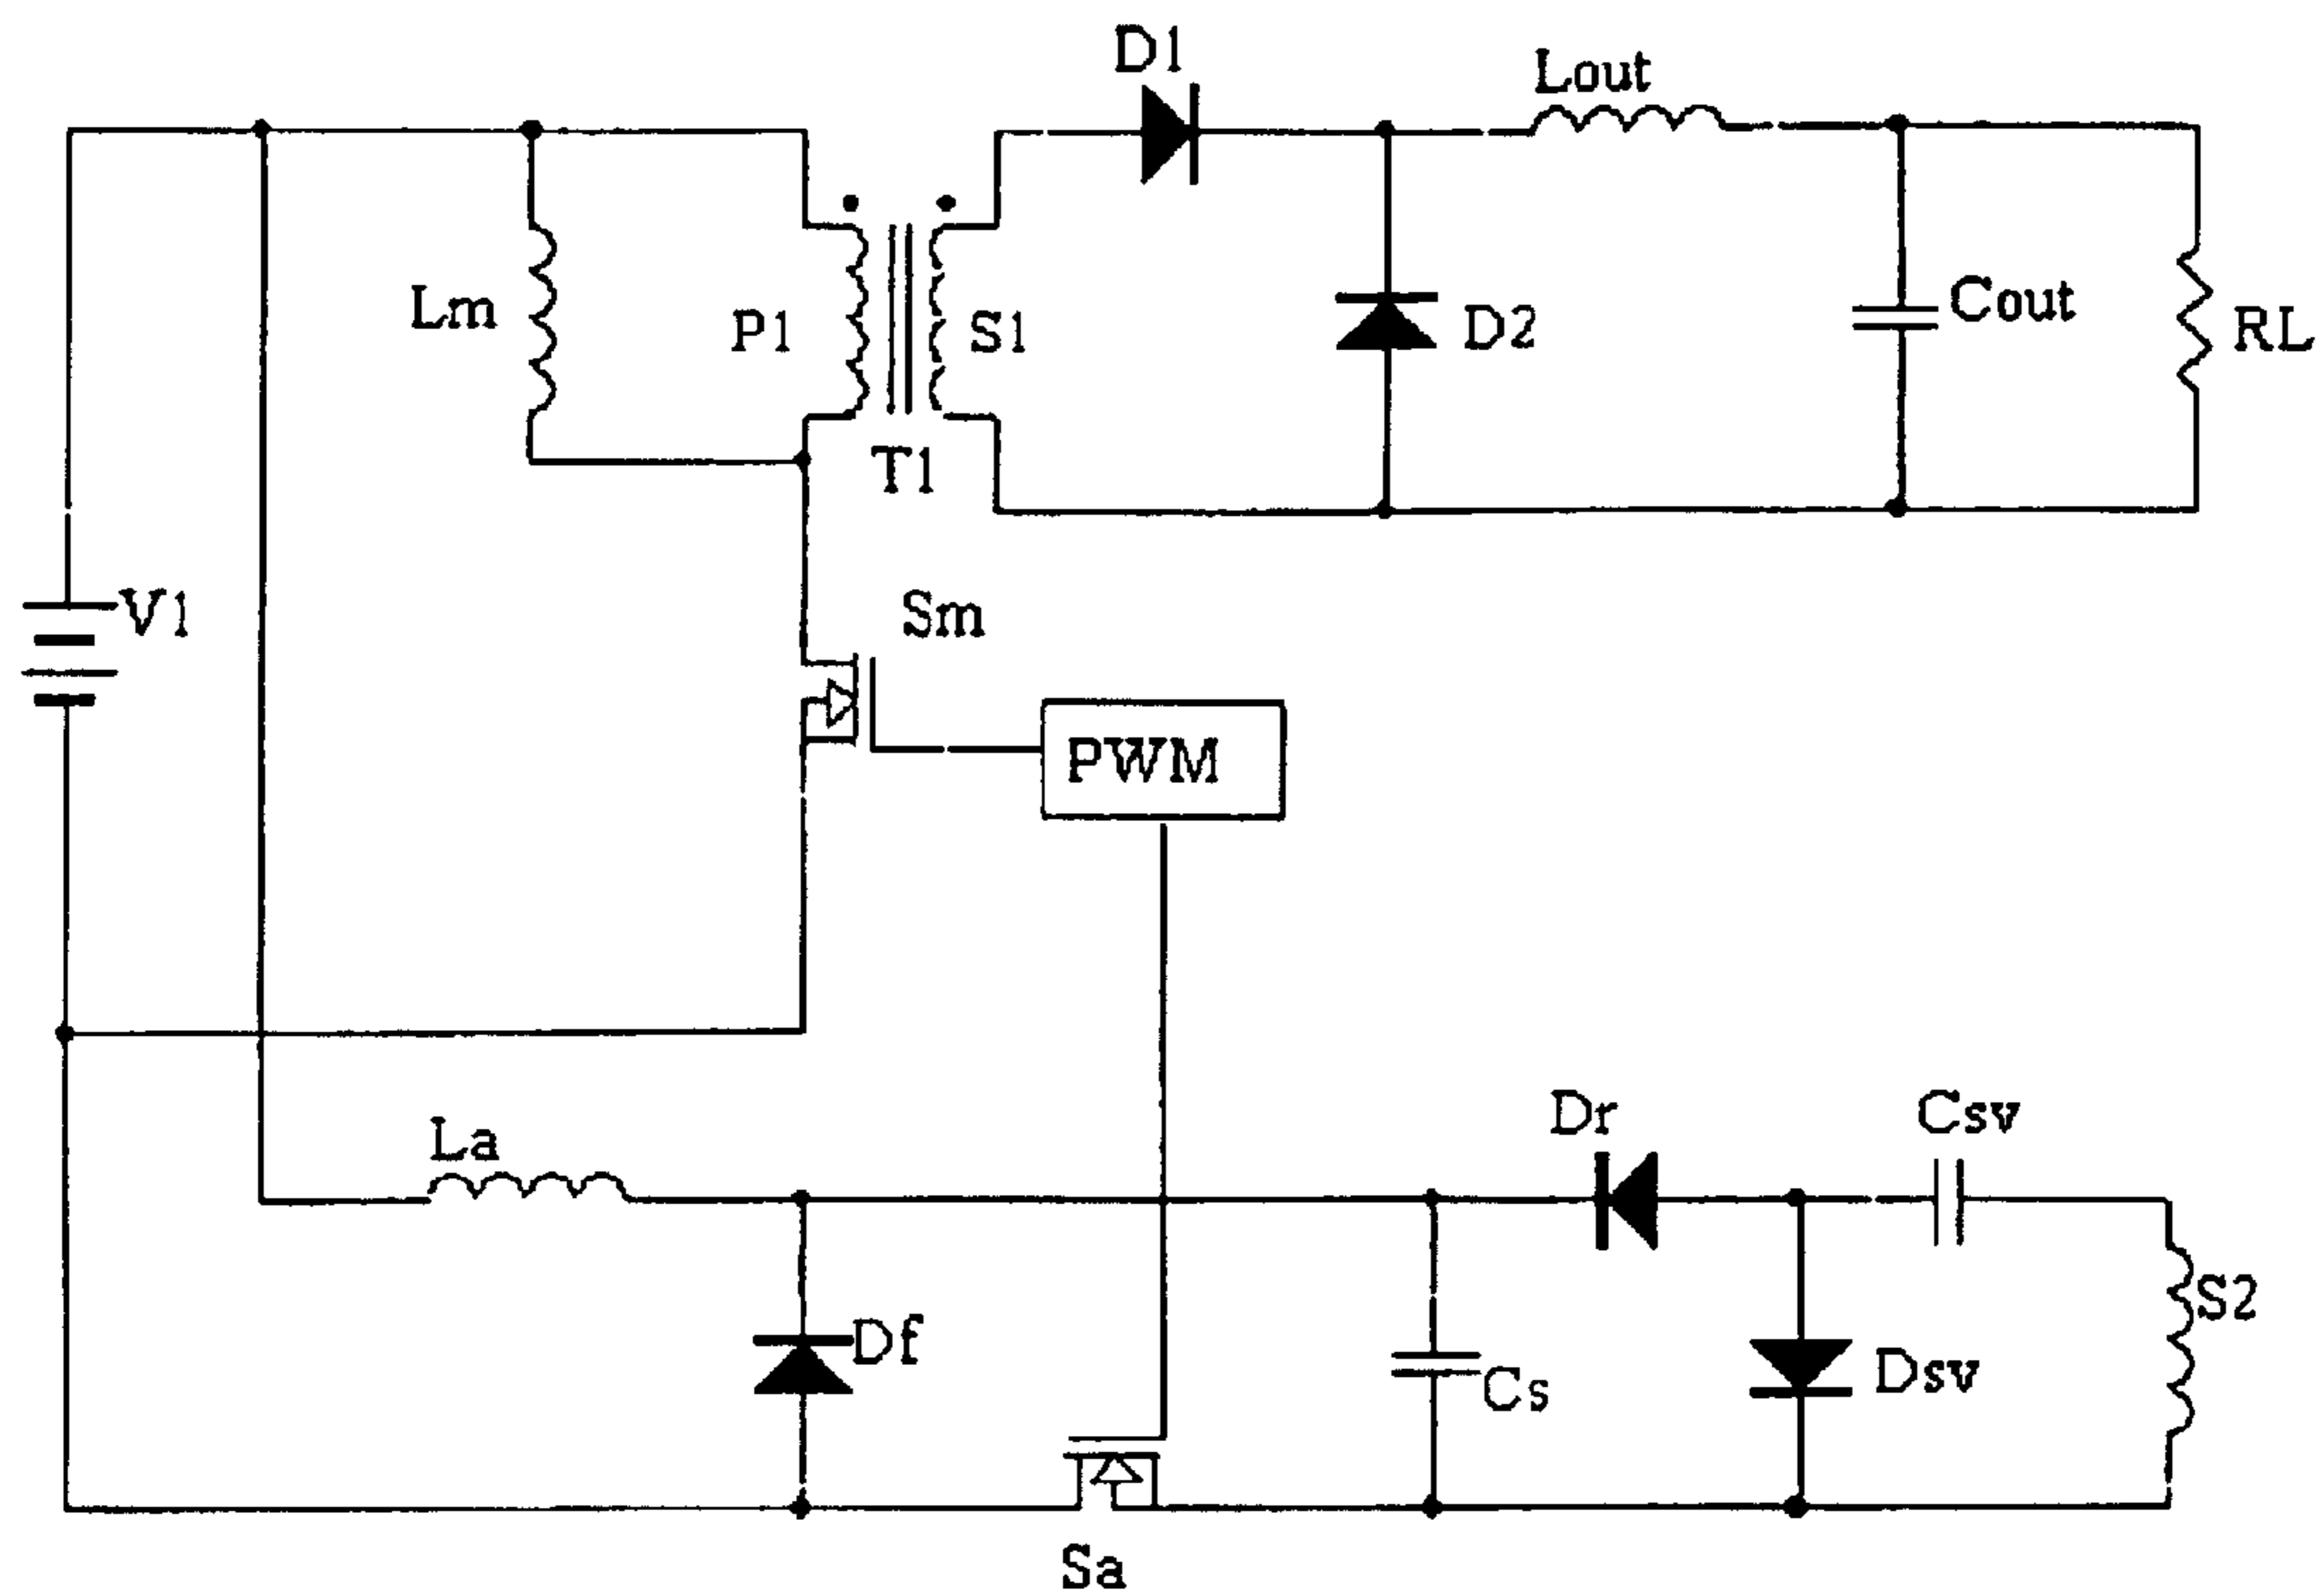 D1
Lout
Lm
P1
S1
D2
Cout
RL
T1
V1
Sm
PWM
La
Dr
Csv
Df
Cs
Dsv
S2
Sa